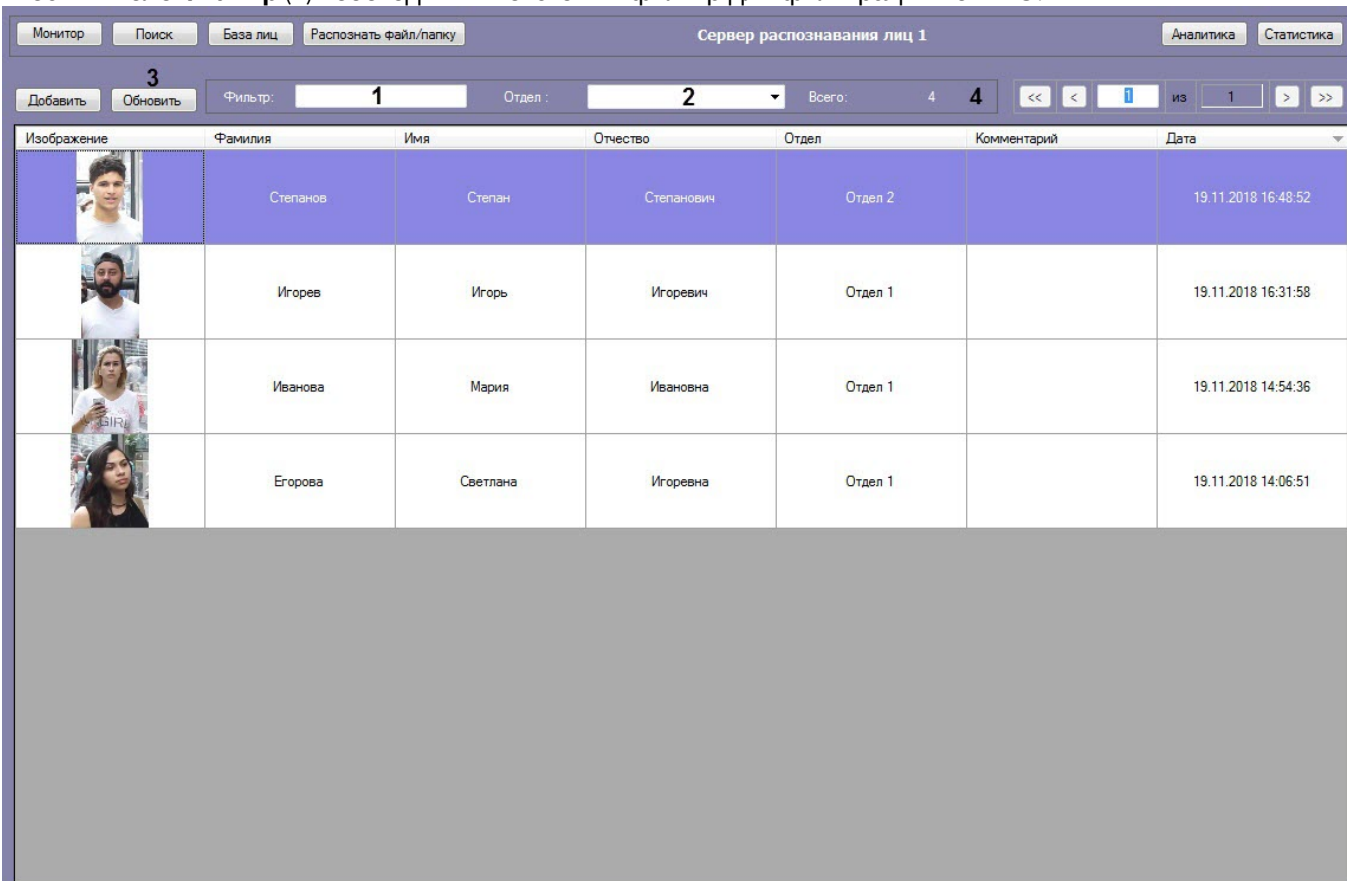 Монитор Поиск База лиц Распознать файл/папку Сервер распознавания лиц 1 Аналитика Статистика
3
Добавить Обновить Фильтр: 1 Отдел : 2 Всего: 4 4 << < 1 из 1 > >>
Изображение Фамилия Имя Отчество Отдел Комментарий Дата
Степанов Степан Степанович Отдел 2 19.11.2018 16:48:52
Игорев Игорь Игоревич Отдел 1 19.11.2018 16:31:58
Иванова Мария Ивановна Отдел 1 19.11.2018 14:54:36
GIRL
Егорова Светлана Игоревна Отдел 1 19.11.2018 14:06:51